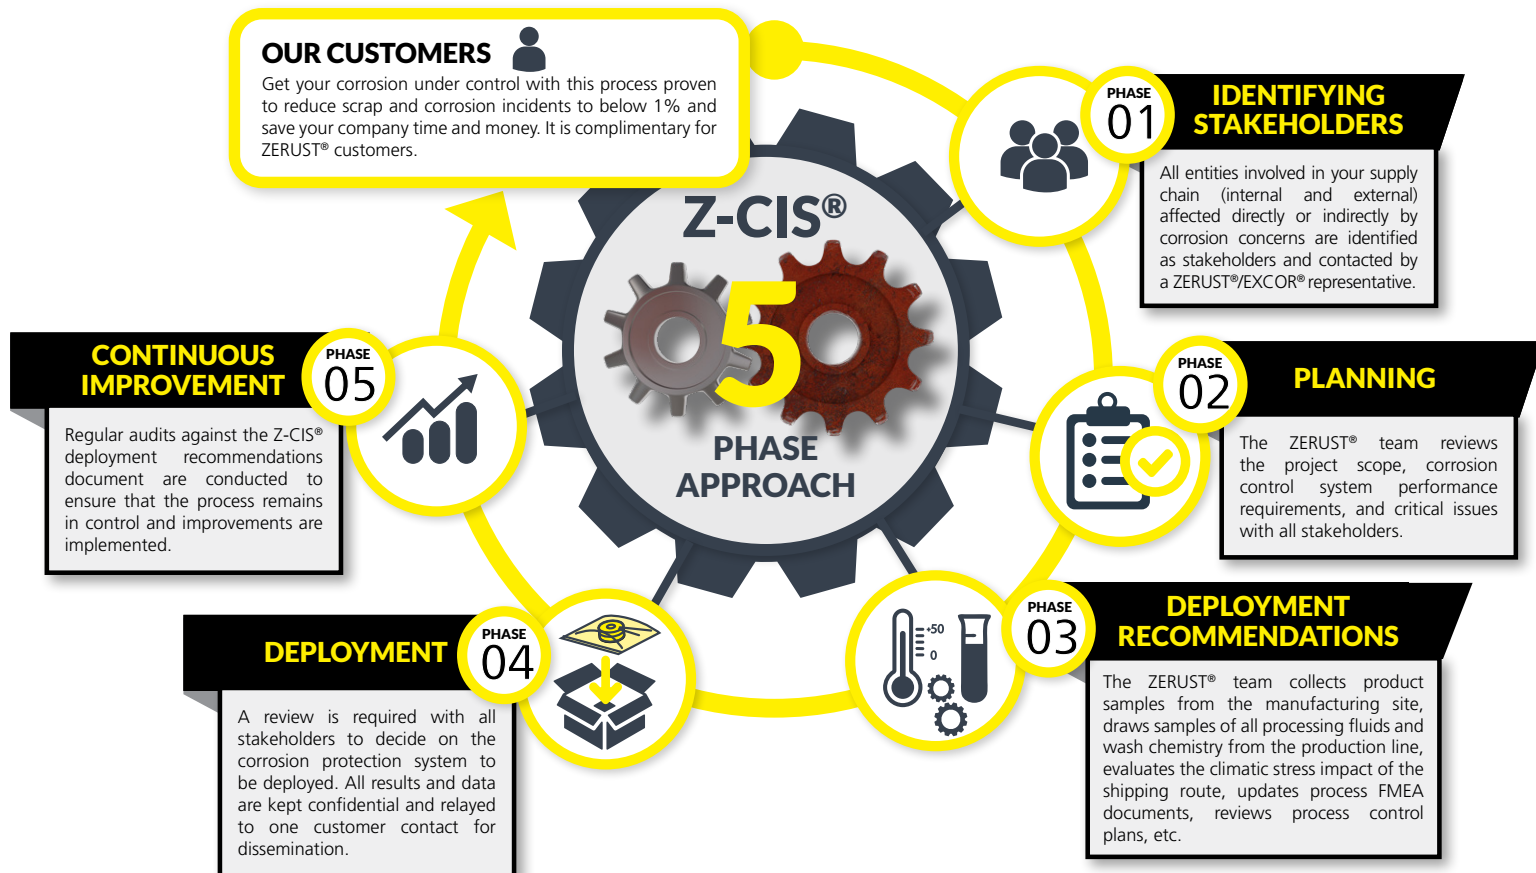 OUR CUSTOMERS
Get your corrosion under control with this process proven
to reduce scrap and corrosion incidents to below 1% and
save your company time and money. It is complimentary for
ZERUST® customers.
Z-CIS®
5
PHASE
APPROACH
PHASE
01
IDENTIFYING
STAKEHOLDERS
All entities involved in your supply
chain (internal and external)
affected directly or indirectly by
corrosion concerns are identified
as stakeholders and contacted by
a ZERUST®/EXCOR® representative.
PHASE
02
PLANNING
The ZERUST® team reviews
the project scope, corrosion
control system performance
requirements, and critical issues
with all stakeholders.
+50
0
PHASE
03
DEPLOYMENT
RECOMMENDATIONS
The ZERUST® team collects product
samples from the manufacturing site,
draws samples of all processing fluids and
wash chemistry from the production line,
evaluates the climatic stress impact of the
shipping route, updates process FMEA
documents, reviews process control
plans, etc.
DEPLOYMENT
PHASE
04
A review is required with all
stakeholders to decide on the
corrosion protection system to
be deployed. All results and data
are kept confidential and relayed
to one customer contact for
dissemination.
CONTINUOUS
IMPROVEMENT
PHASE
05
Regular audits against the Z-CIS®
deployment recommendations
document are conducted to
ensure that the process remains
in control and improvements are
implemented.